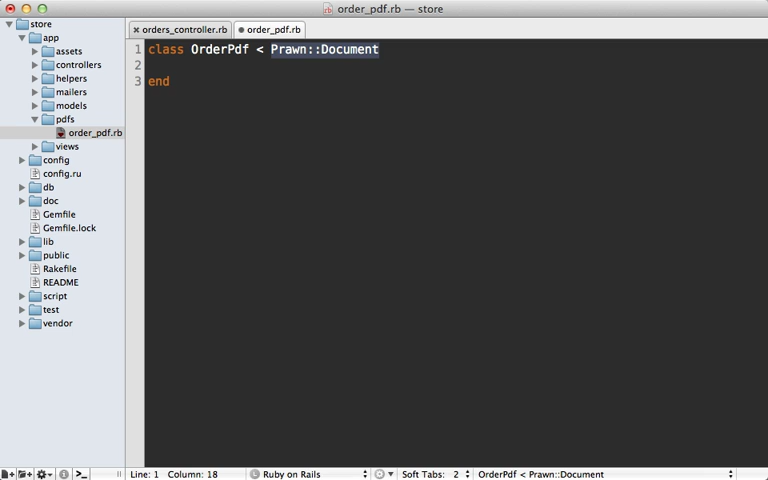 order_pdf.rb — store
store
app
assets
controllers
helpers
mailers
models
pdfs
order_pdf.rb
views
config
config.ru
db
doc
Gemfile
Gemfile.lock
lib
public
Rakefile
README
script
test
vendor
orders_controller.rb
order_pdf.rb
1 class OrderPdf < Prawn::Document
2
3 end
Line: 1 Column: 18
Ruby on Rails
Soft Tabs: 2
OrderPdf < Prawn::Document